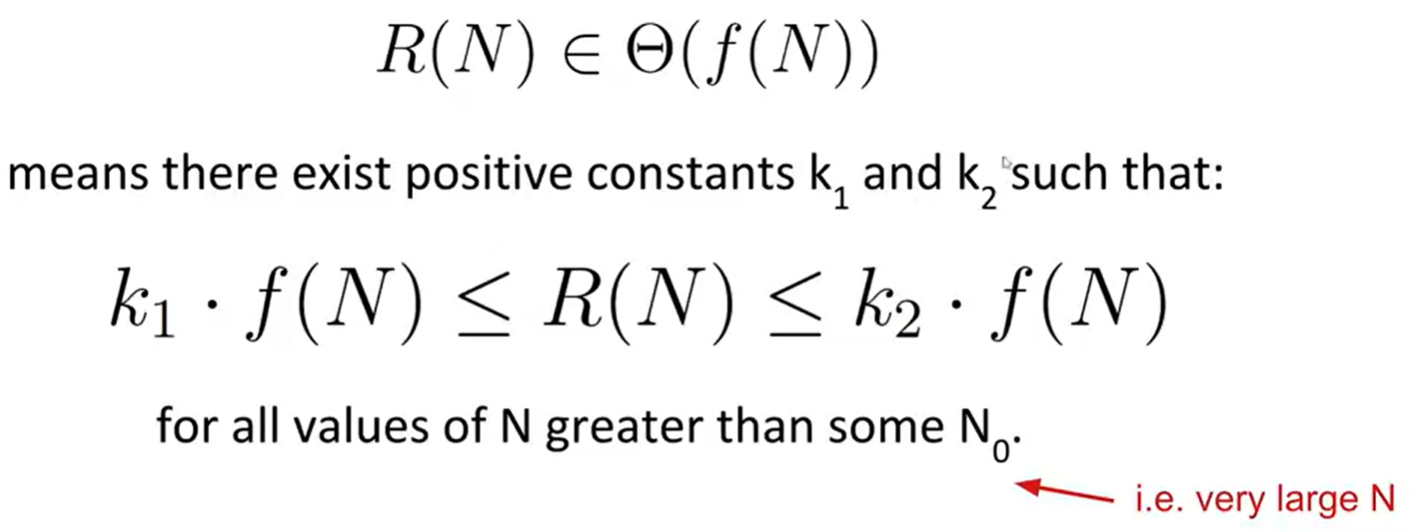 R(N) ∈ Θ(f(N))
means there exist positive constants k₁ and k₂ such that:
k₁ · f(N) ≤ R(N) ≤ k₂ · f(N)
for all values of N greater than some N₀.
i.e. very large N